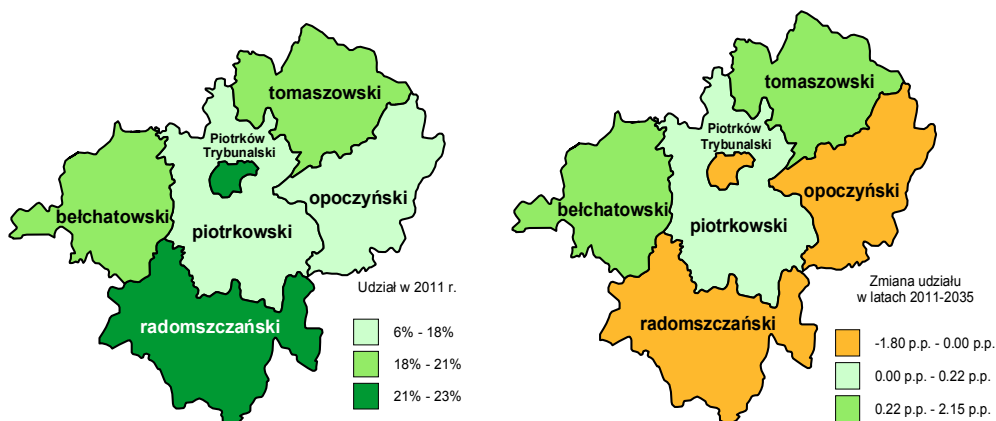 tomaszowski
Piotrków
Trybunalski
opoczyński
bełchatowski
piotrkowski
radomszczański
Udział w 2011 r.
6% - 18%
18% - 21%
21% - 23%
tomaszowski
Piotrków
Trybunalski
opoczyński
bełchatowski
piotrkowski
radomszczański
Zmiana udziału
w latach 2011-2035
-1.80 p.p. - 0.00 p.p.
0.00 p.p. - 0.22 p.p.
0.22 p.p. - 2.15 p.p.